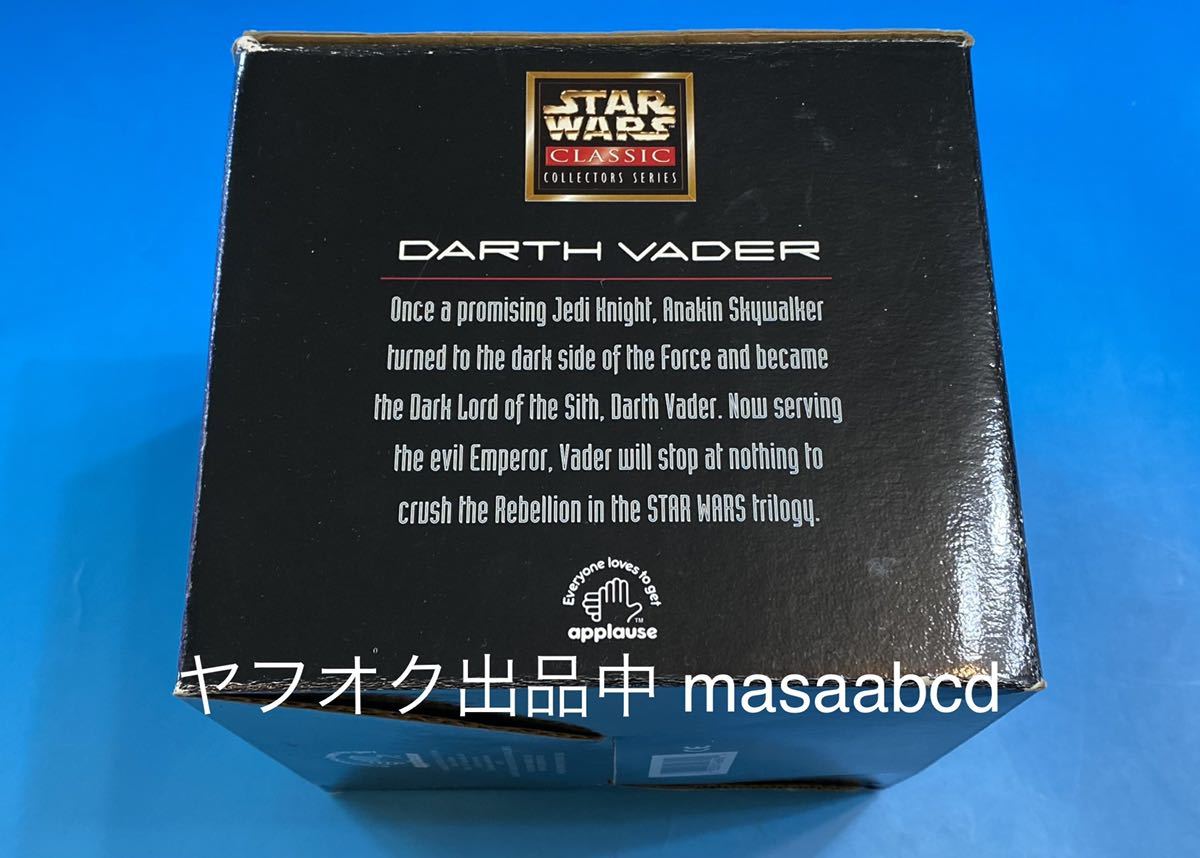 STAR
WARS
CLASSIC
COLLECTORS SERIES
DARTH VADER
Once a promising Jedi Knight, Anakin Skywalker
turned to the dark side of the Force and became
the Dark Lord of the Sith, Darth Vader. Now serving
the evil Emperor, Vader will stop at nothing to
crush the Rebellion in the STAR WARS trilogy.
Everyone loves to get
TM
applause
ヤフオク出品中 masaabcd